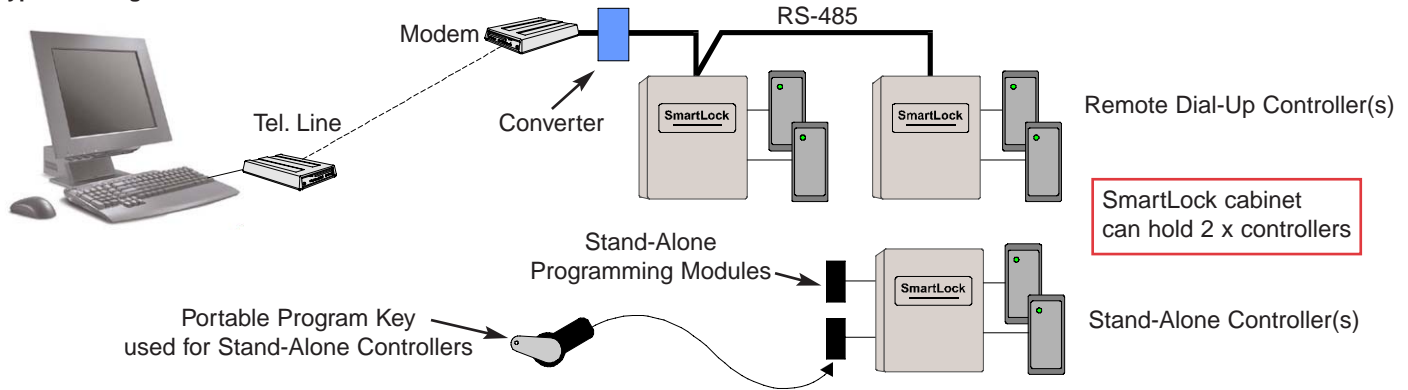 RS-485
Modem
SmartLock
SmartLock
Remote Dial-Up Controller(s)
Tel. Line
Converter
SmartLock cabinet
can hold 2 x controllers
Stand-Alone
Programming Modules
SmartLock
Portable Program Key
used for Stand-Alone Controllers
Stand-Alone Controller(s)